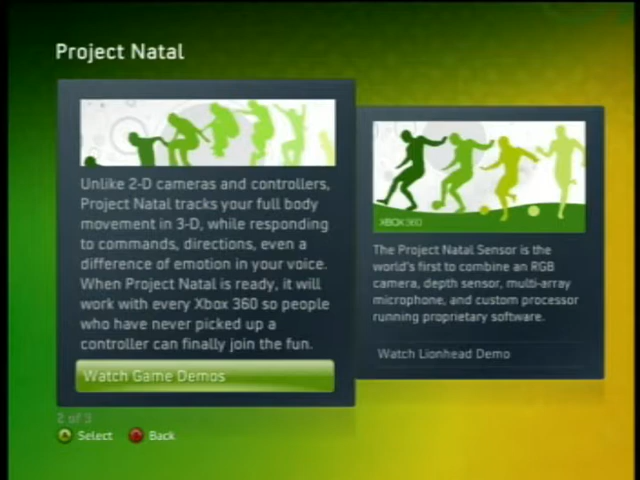 Project Natal
Unlike 2-D cameras and controllers,
Project Natal tracks your full body
movement in 3-D, while responding
to commands, directions, even a
difference of emotion in your voice.
When Project Natal is ready, it will
work with every Xbox 360 so people
who have never picked up a
controller can finally join the fun.
Watch Game Demos
XBOX360
The Project Natal Sensor is the
world's first to combine an RGB
camera, depth sensor, multi-array
microphone, and custom processor
running proprietary software.
Watch Lionhead Demo
2 of 3
A Select B Back